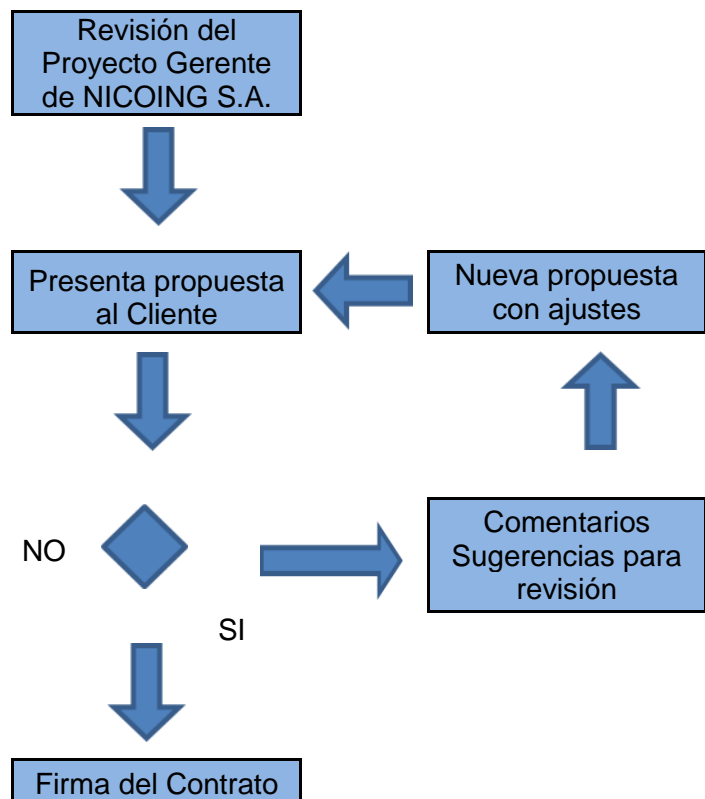 Revisión del
Proyecto Gerente
de NICOING S.A.
Presenta propuesta
al Cliente
Nueva propuesta
con ajustes
NO
Comentarios
Sugerencias para
revisión
SI
Firma del Contrato